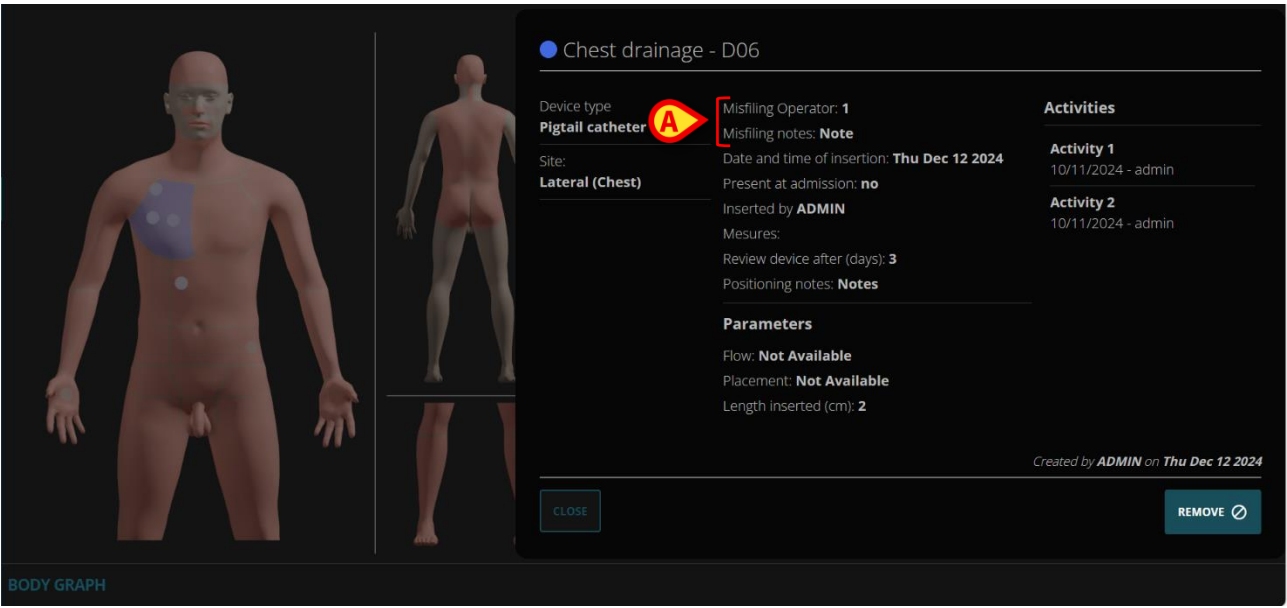 Chest drainage - D06
Device type
Pigtail catheter
Site:
Lateral (Chest)
A
Misfiling Operator: 1
Misfiling notes: Note
Date and time of insertion: Thu Dec 12 2024
Present at admission: no
Inserted by ADMIN
Mesures:
Review device after (days): 3
Positioning notes: Notes
Parameters
Flow: Not Available
Placement: Not Available
Length inserted (cm): 2
Activities
Activity 1
10/11/2024 - admin
Activity 2
10/11/2024 - admin
Created by ADMIN on Thu Dec 12 2024
CLOSE
REMOVE
BODY GRAPH